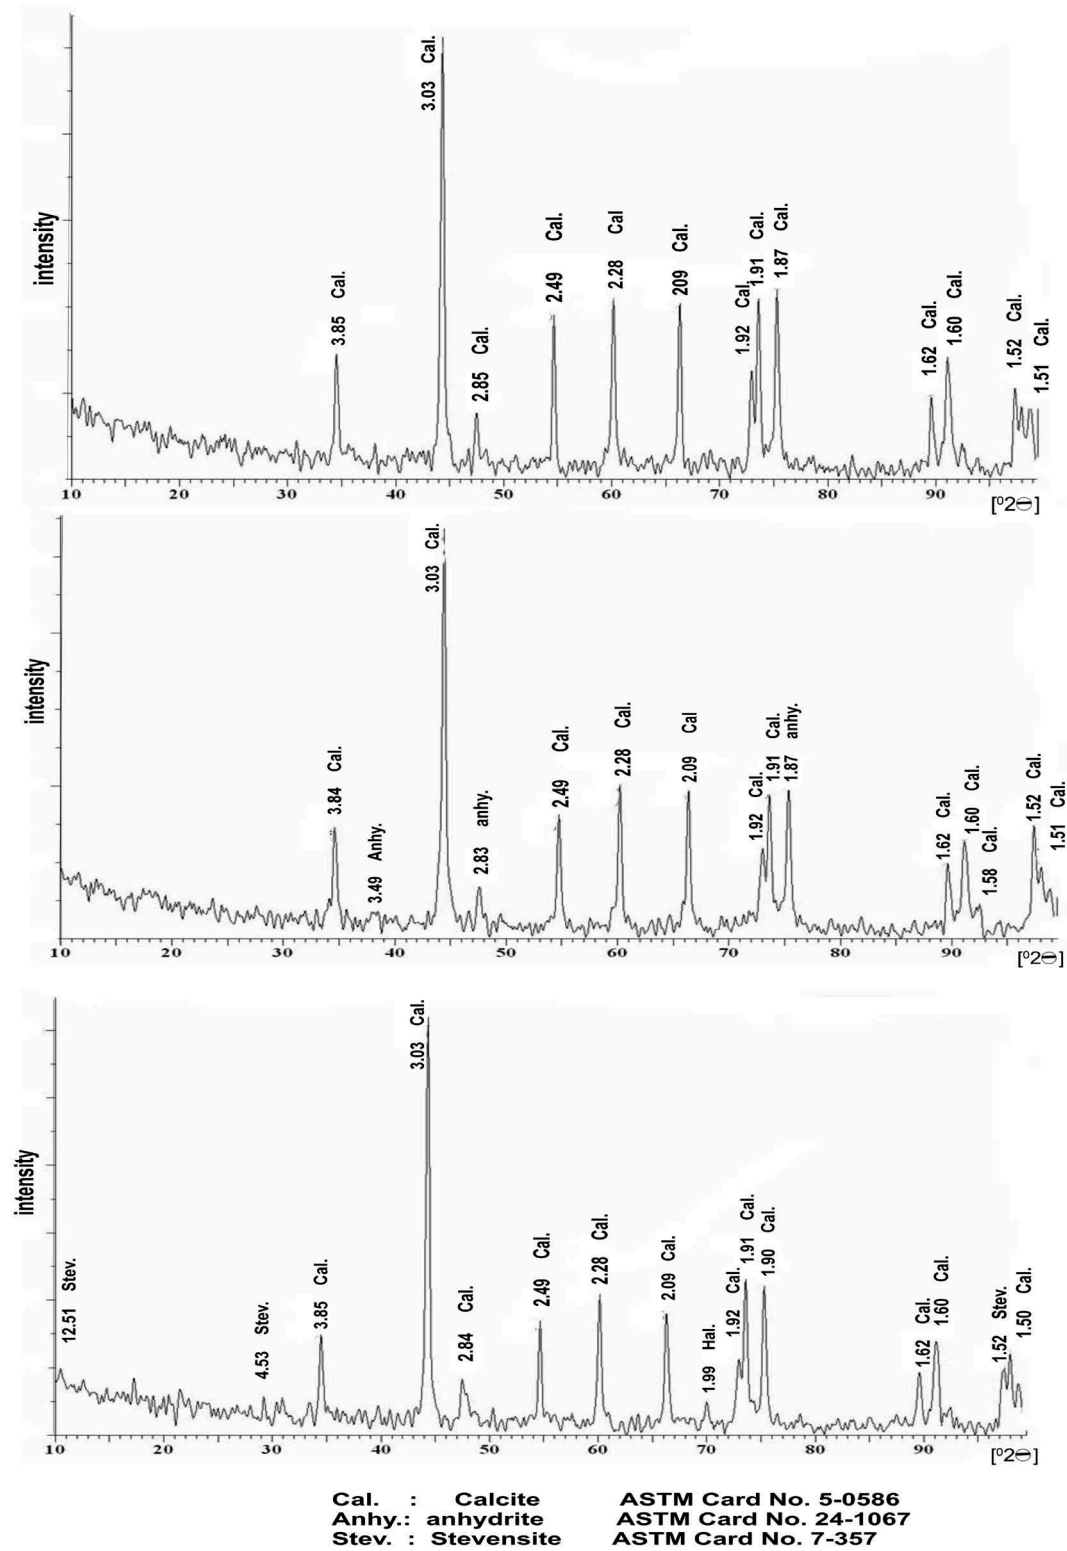 intensity
3.85 Cal.
3.03 Cal.
2.85 Cal.
2.49 Cal.
2.28 Cal
209 Cal.
1.92 Cal.
1.91 Cal.
1.87 Cal.
1.62 Cal.
1.60 Cal.
1.52 Cal.
1.51 Cal.
10 20 30 40 50 60 70 80 90
[º2Θ]
intensity
3.84 Cal.
3.49 Anhy.
3.03 Cal.
2.83 anhy.
2.49 Cal.
2.28 Cal.
2.09 Cal
1.92 Cal.
1.91 Cal.
1.87 anhy.
1.62 Cal.
1.60 Cal.
1.58 Cal.
1.52 Cal.
1.51 Cal.
10 20 30 40 50 60 70 80 90
[º2Θ]
intensity
12.51 Stev.
4.53 Stev.
3.85 Cal.
3.03 Cal.
2.84 Cal.
2.49 Cal.
2.28 Cal.
2.09 Cal.
1.99 Hal.
1.92 Cal.
1.91 Cal.
1.90 Cal.
1.62 Cal.
1.60 Cal.
1.52 Stev.
1.50 Cal.
10 20 30 40 50 60 70 80 90
[º2Θ]
Cal. : Calcite ASTM Card No. 5-0586
Anhy.: anhydrite ASTM Card No. 24-1067
Stev. : Stevensite ASTM Card No. 7-357